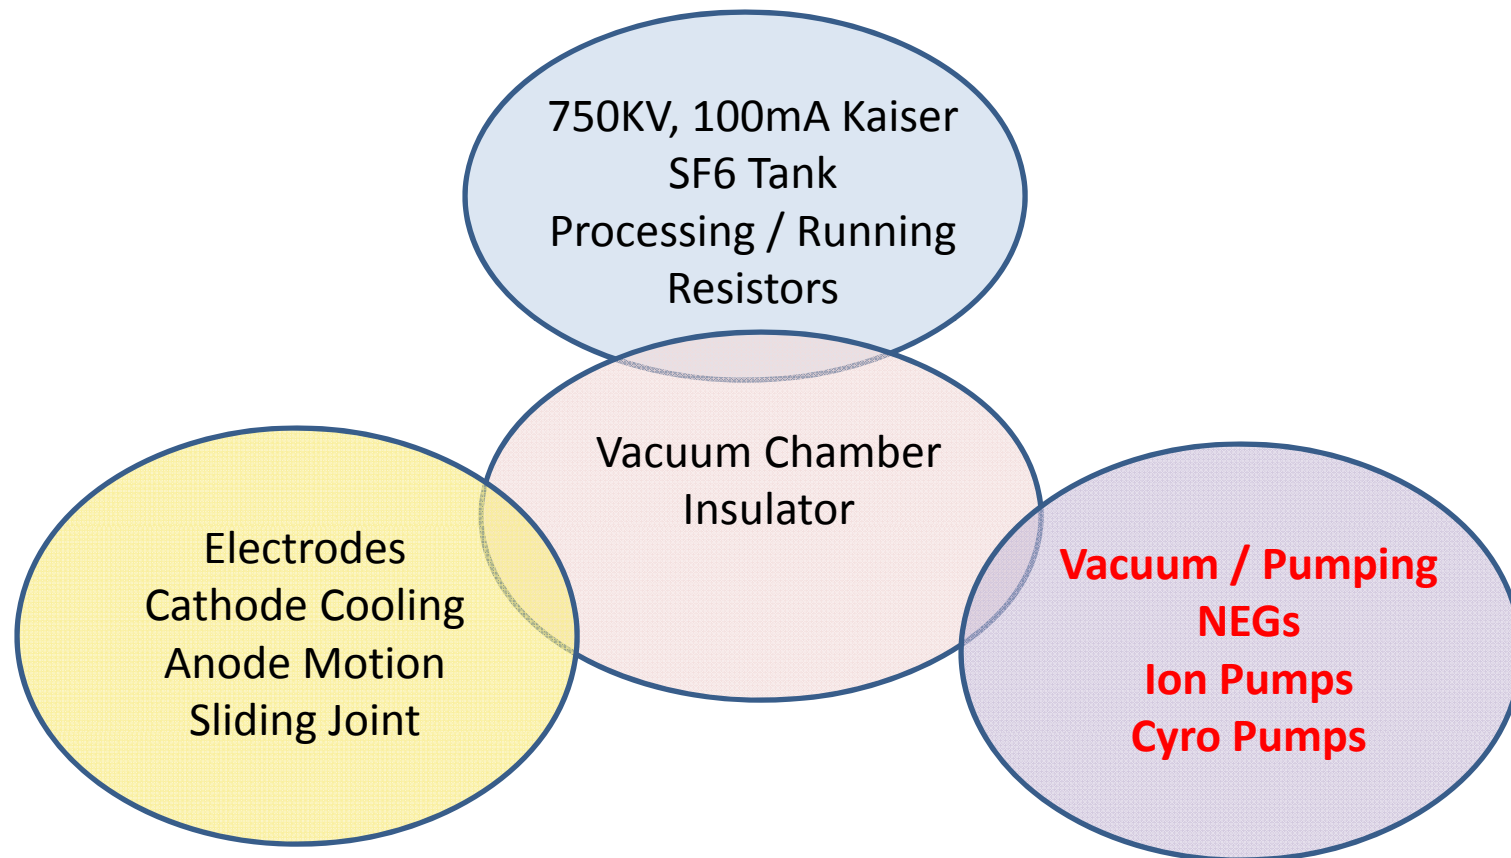 750KV, 100mA Kaiser
SF6 Tank
Processing / Running
Resistors
Vacuum Chamber
Insulator
Electrodes
Cathode Cooling
Anode Motion
Sliding Joint
Vacuum / Pumping
NEGs
Ion Pumps
Cyro Pumps